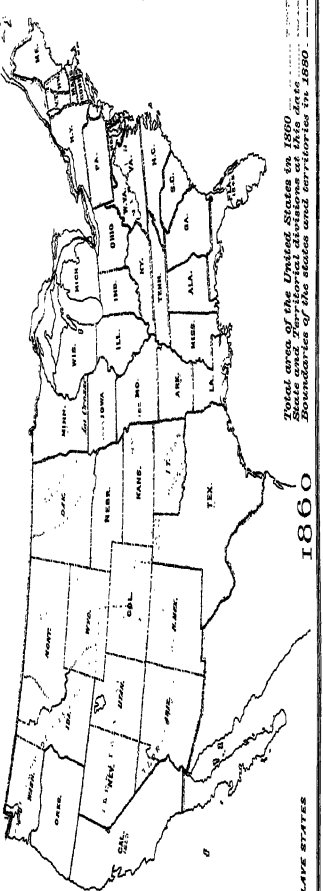 ME.
N.Y.
PA.
MICH.
WIS.
MINN.
OHIO
IND.
ILL.
IOWA
W.VA.
VA.
KY.
MO.
N.C.
TENN.
S.C.
GA.
ALA.
MISS.
ARK.
LA.
NEBR.
KANS.
I.T.
TEX.
DAK.
MONT.
WYO.
COL.
N.MEX.
IDA.
UTAH.
ARIZ.
NEV.
WASH.
OREG.
CAL.
Total area of the United States in 1860
State and Territorial divisions at this date
Boundaries of the states and territories in 1880
1860
LAVE STATES